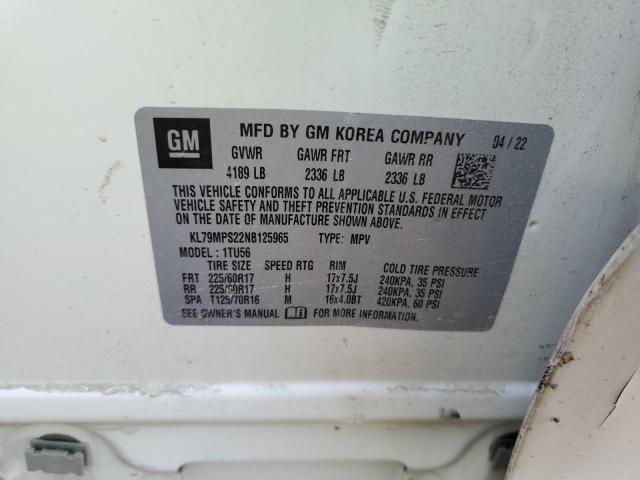 GM MFD BY GM KOREA COMPANY 04/22
GVWR GAWR FRT GAWR RR
4189 LB 2336 LB 2336 LB
THIS VEHICLE CONFORMS TO ALL APPLICABLE U.S. FEDERAL MOTOR
VEHICLE SAFETY AND THEFT PREVENTION STANDARDS IN EFFECT
ON THE DATE OF MANUFACTURE SHOWN ABOVE.
KL79MPS22NB125965 TYPE: MPV
MODEL : 1TU56
TIRE SIZE SPEED RTG RIM COLD TIRE PRESSURE
FRT 225/60R17 H 17x7.5J 240KPA, 35 PSI
RR 225/60R17 H 17x7.5J 240KPA, 35 PSI
SPA T125/70R16 M 16x4.0BT 420KPA, 60 PSI
SEE OWNER'S MANUAL FOR MORE INFORMATION.